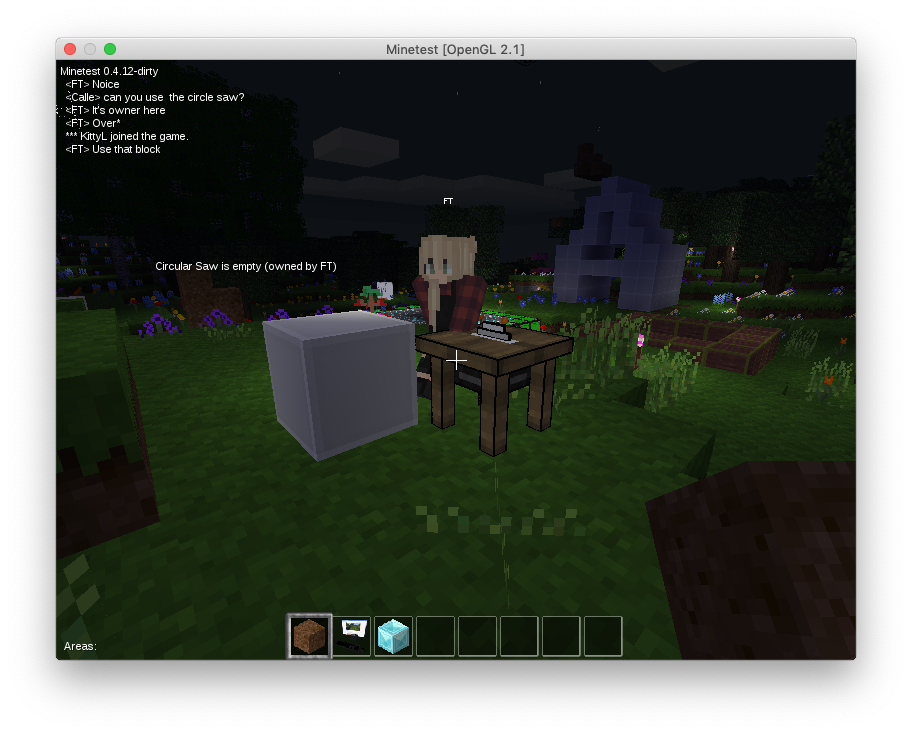 Minetest [OpenGL 2.1]
Minetest 0.4.12-dirty
<FT> Noice
<Calle> can you use  the circle saw?
<FT> It's owner here
<FT> Over*
*** KittyL joined the game.
<FT> Use that block
FT
Circular Saw is empty (owned by FT)
Areas: